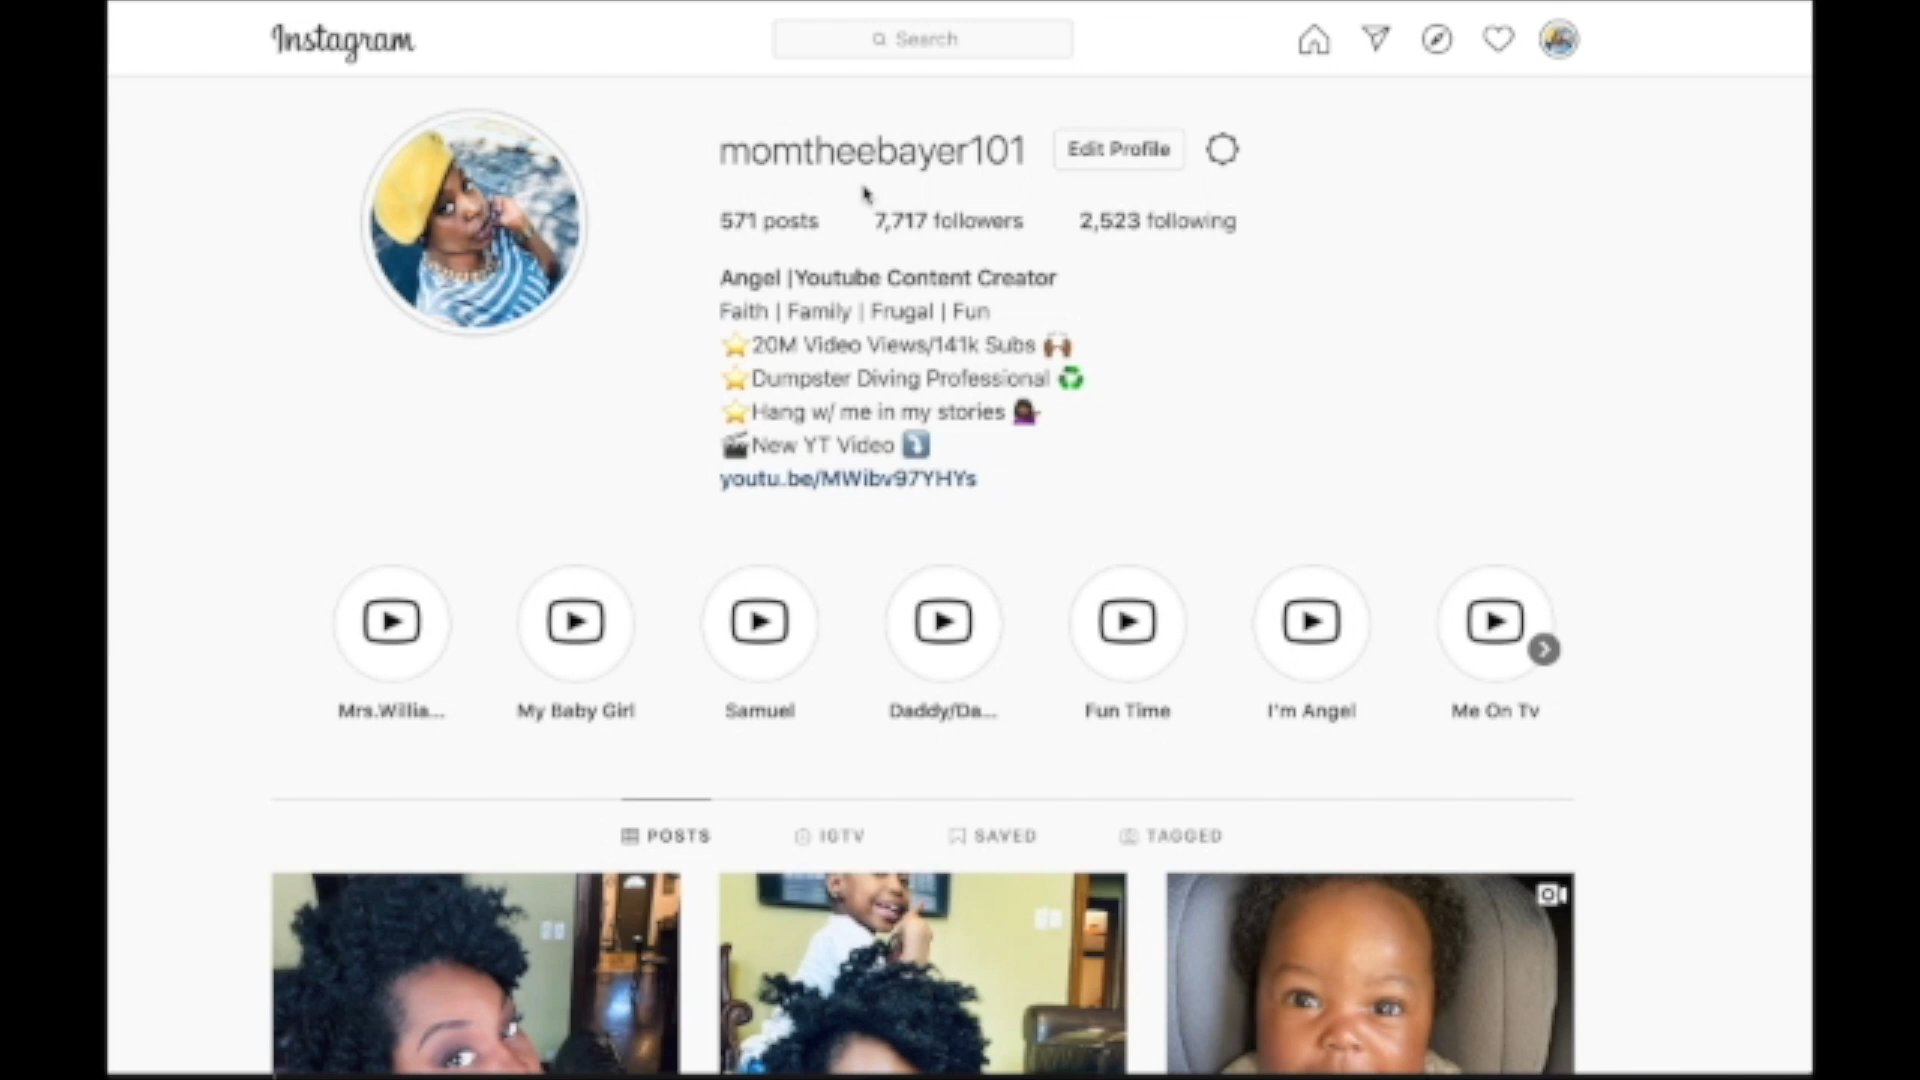 Instagram
Search
momtheebayer101 Edit Profile
571 posts 7,717 followers 2,523 following
Angel |Youtube Content Creator
Faith | Family | Frugal | Fun
⭐20M Video Views/141k Subs 🙌🏾
⭐Dumpster Diving Professional ♻️
⭐Hang w/ me in my stories 💁🏿‍♀️
🎬New YT Video ⤵️
youtu.be/MWibv97YHYs
Mrs.Willia... My Baby Girl Samuel Daddy/Da... Fun Time I'm Angel Me On Tv
POSTS IGTV SAVED TAGGED